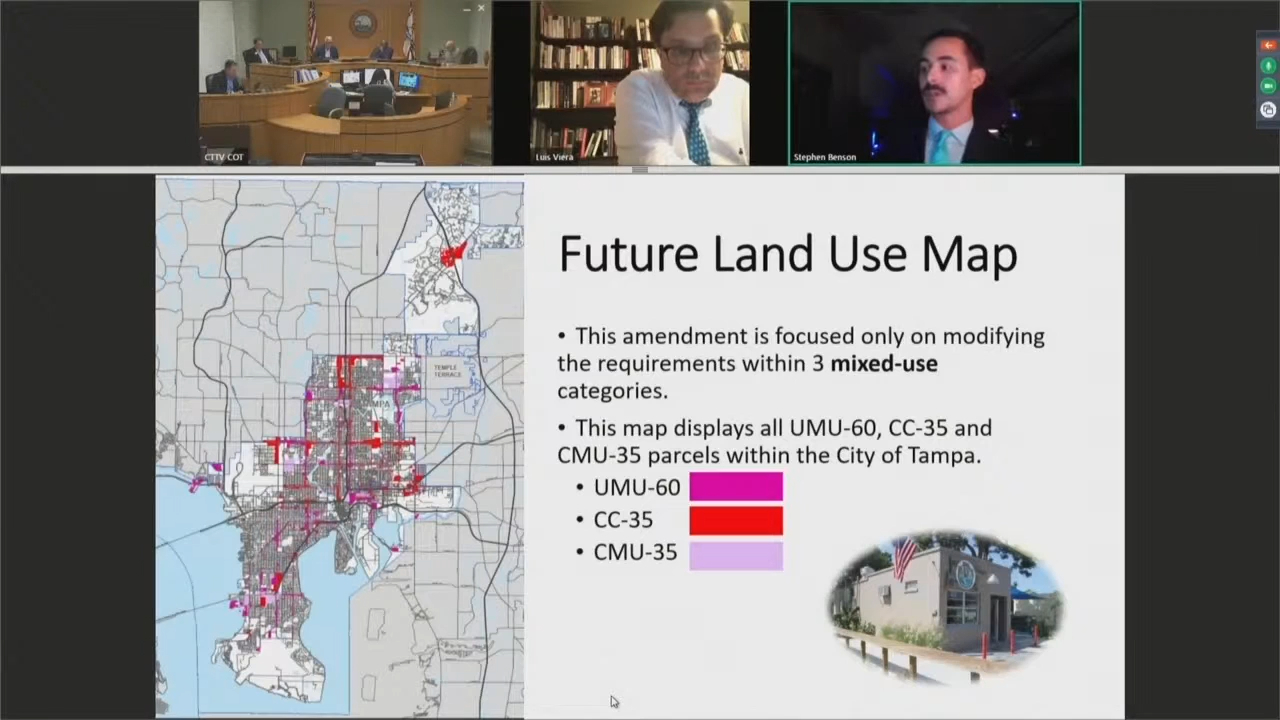 CTTV COT
Luis Viera
Stephen Benson
TEMPLE
TERRACE
TAMPA
Future Land Use Map
• This amendment is focused only on modifying
the requirements within 3 mixed-use
categories.
• This map displays all UMU-60, CC-35 and
CMU-35 parcels within the City of Tampa.
• UMU-60
• CC-35
• CMU-35